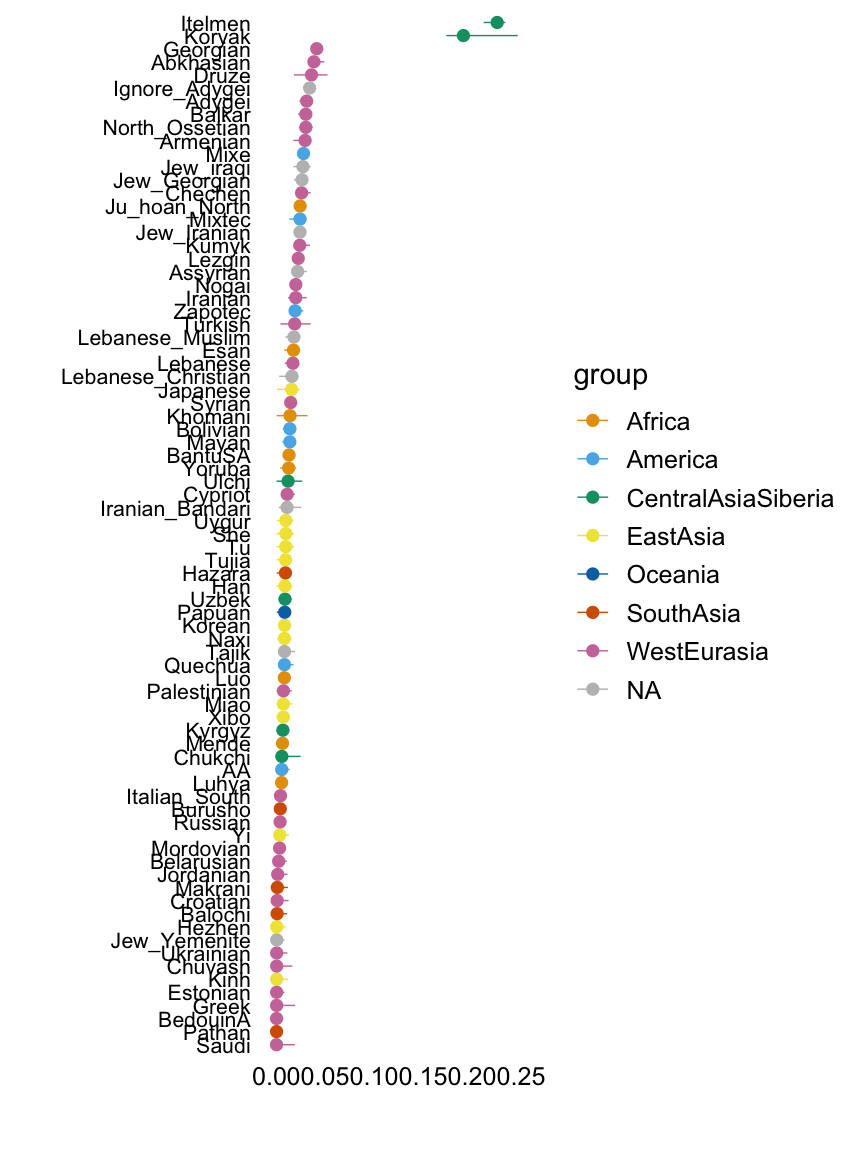 Itelmen
Koryak
Georgian
Abkhasian
Druze
Ignore_Adygei
Adygei
Balkar
North_Ossetian
Armenian
Mixe
Jew_Iraqi
Jew_Georgian
Chechen
Ju_hoan_North
Mixtec
Jew_Iranian
Kumyk
Lezgin
Assyrian
Nogai
Iranian
Zapotec
Turkish
Lebanese_Muslim
Esan
Lebanese
Lebanese_Christian
Japanese
Syrian
Khomani
Bolivian
Mayan
BantuSA
Yoruba
Ulchi
Cypriot
Iranian_Bandari
Uygur
She
Tu
Tujia
Hazara
Han
Uzbek
Papuan
Korean
Naxi
Tajik
Quechua
Luo
Palestinian
Miao
Xibo
Kyrgyz
Mende
Chukchi
AA
Luhya
Italian_South
Burusho
Russian
Yi
Mordovian
Belarusian
Jordanian
Makrani
Croatian
Balochi
Hezhen
Jew_Yemenite
Ukrainian
Chuvash
Kinh
Estonian
Greek
BedouinA
Pathan
Saudi
0.000.050.100.150.200.25
group
Africa
America
CentralAsiaSiberia
EastAsia
Oceania
SouthAsia
WestEurasia
NA